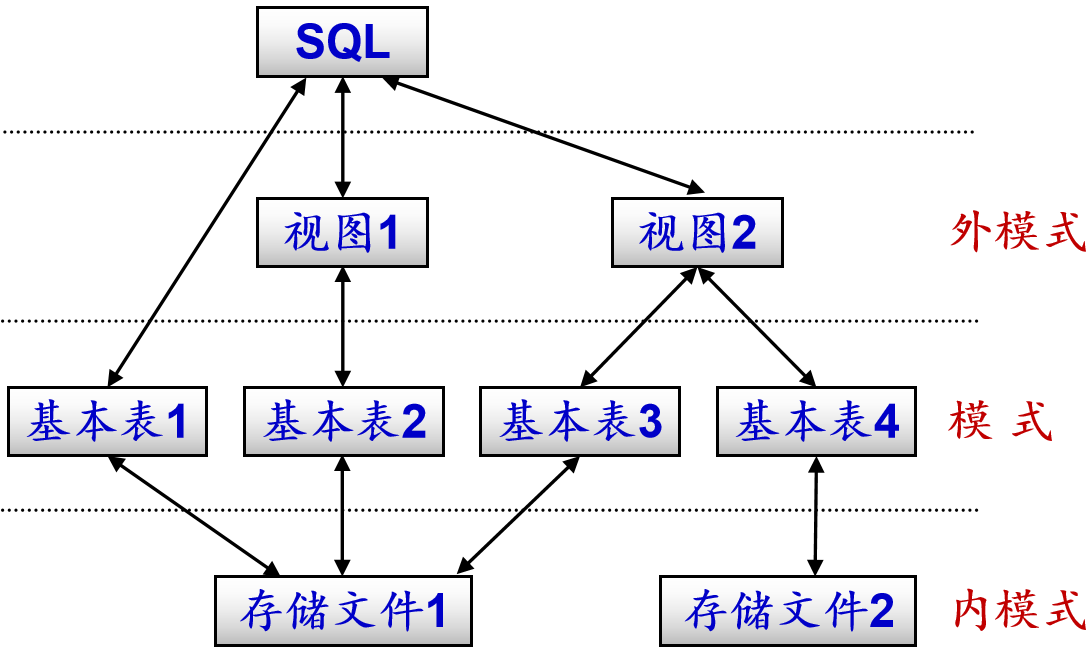 SQL
视图1
视图2
外模式
基本表1
基本表2
基本表3
基本表4
模 式
存储文件1
存储文件2
内模式